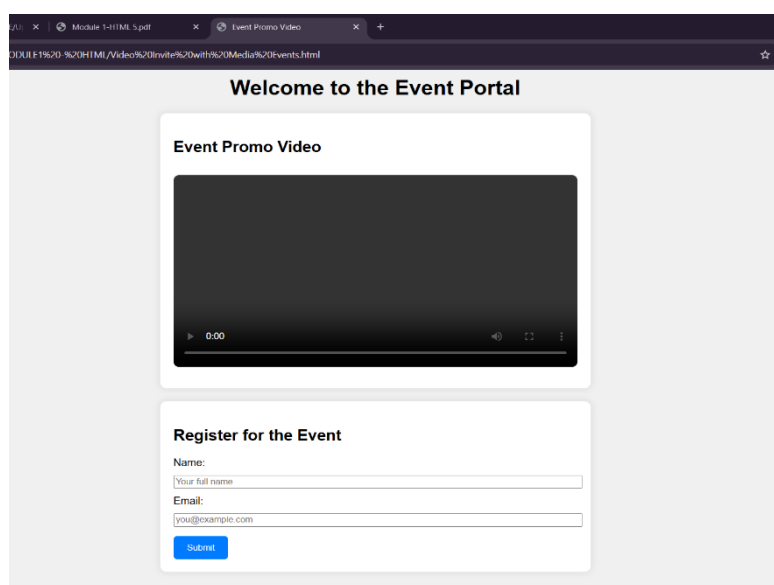 Module 1-HTML 5.pdf
Event Promo Video
ODULE1%20-%20HTML/Video%20Invite%20with%20Media%20Events.html
Welcome to the Event Portal
Event Promo Video
0:00
Register for the Event
Name:
Your full name
Email:
you@example.com
Submit